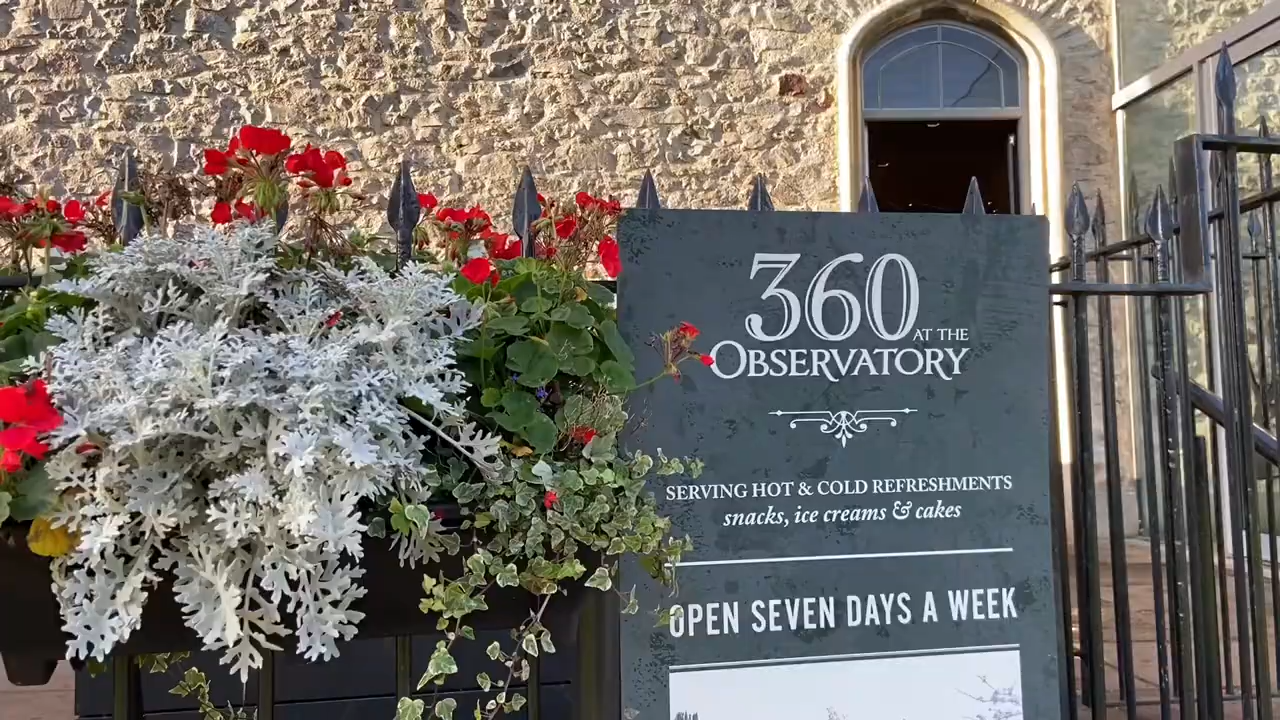 360
AT THE
OBSERVATORY
SERVING HOT & COLD REFRESHMENTS
snacks, ice creams & cakes
OPEN SEVEN DAYS A WEEK